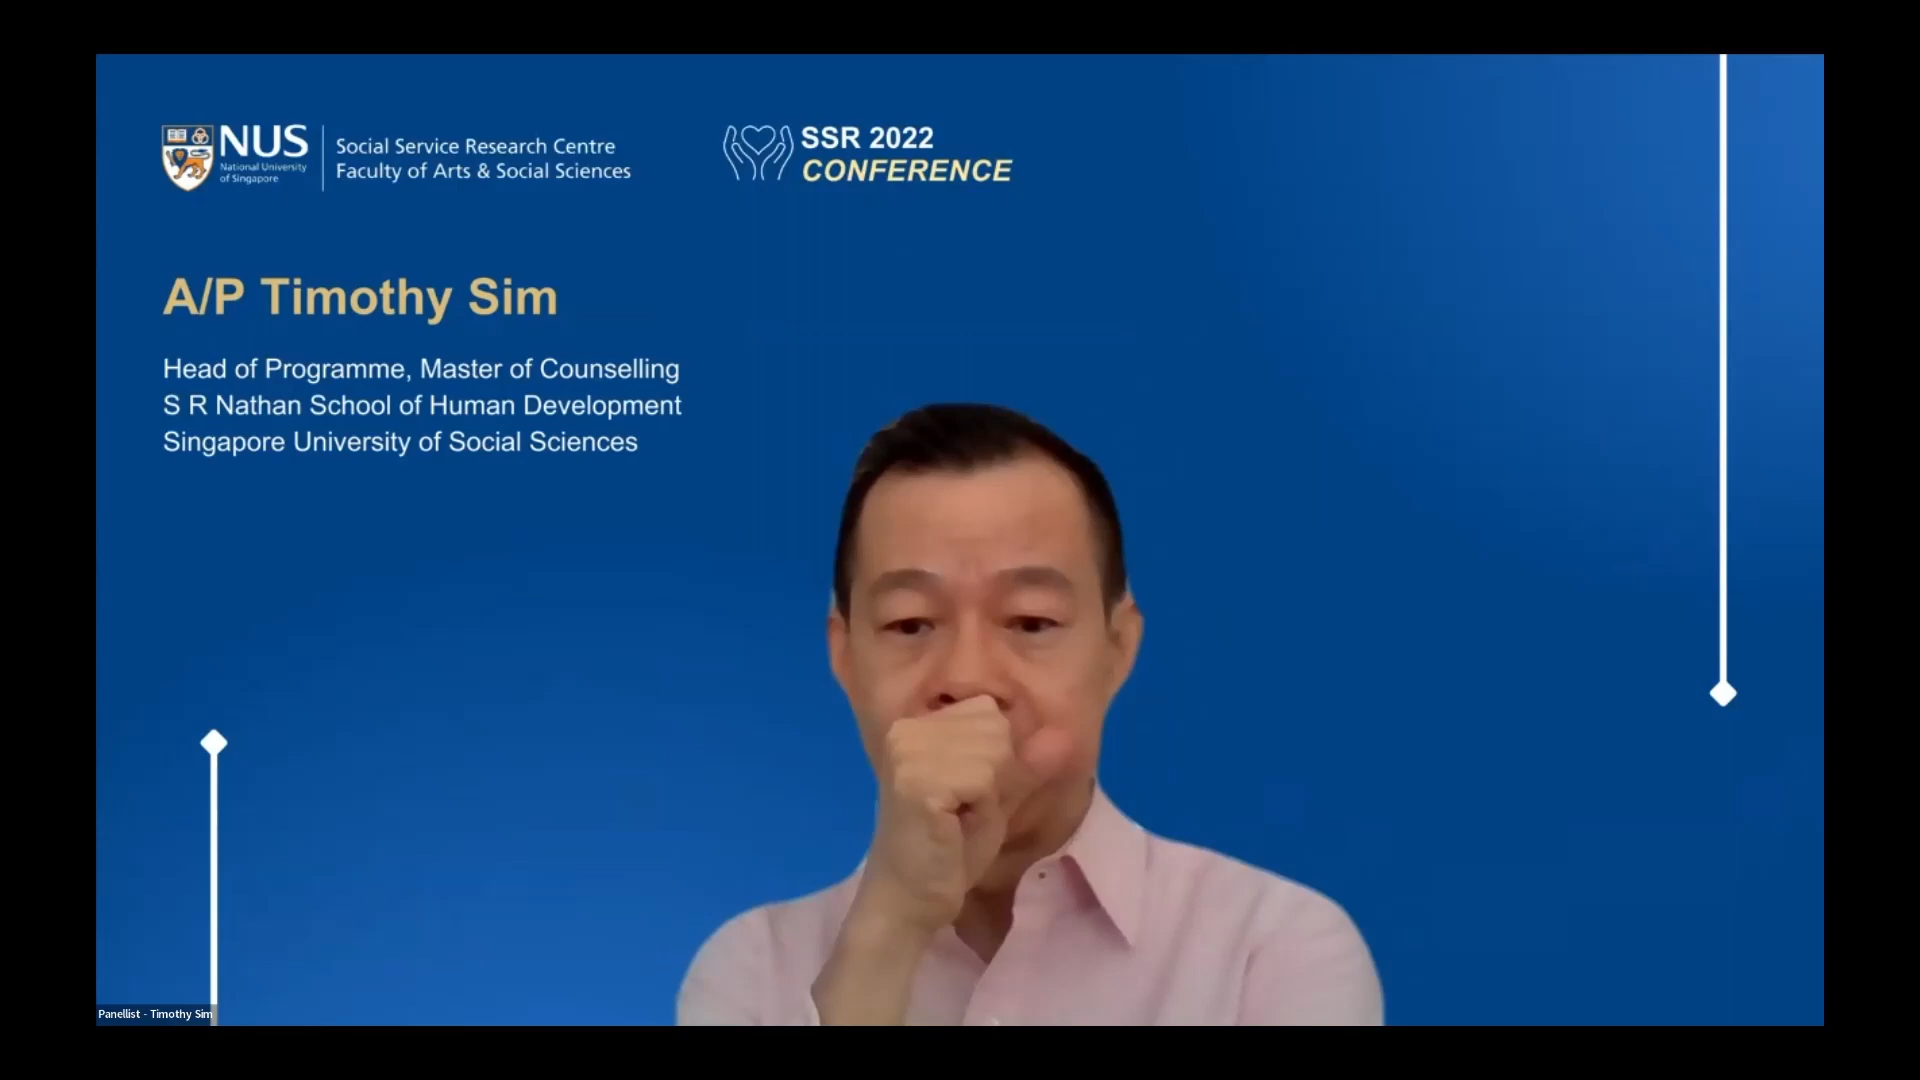 NUS
National University
of Singapore
Social Service Research Centre
Faculty of Arts & Social Sciences
SSR 2022
CONFERENCE
A/P Timothy Sim
Head of Programme, Master of Counselling
S R Nathan School of Human Development
Singapore University of Social Sciences
Panellist - Timothy Sim